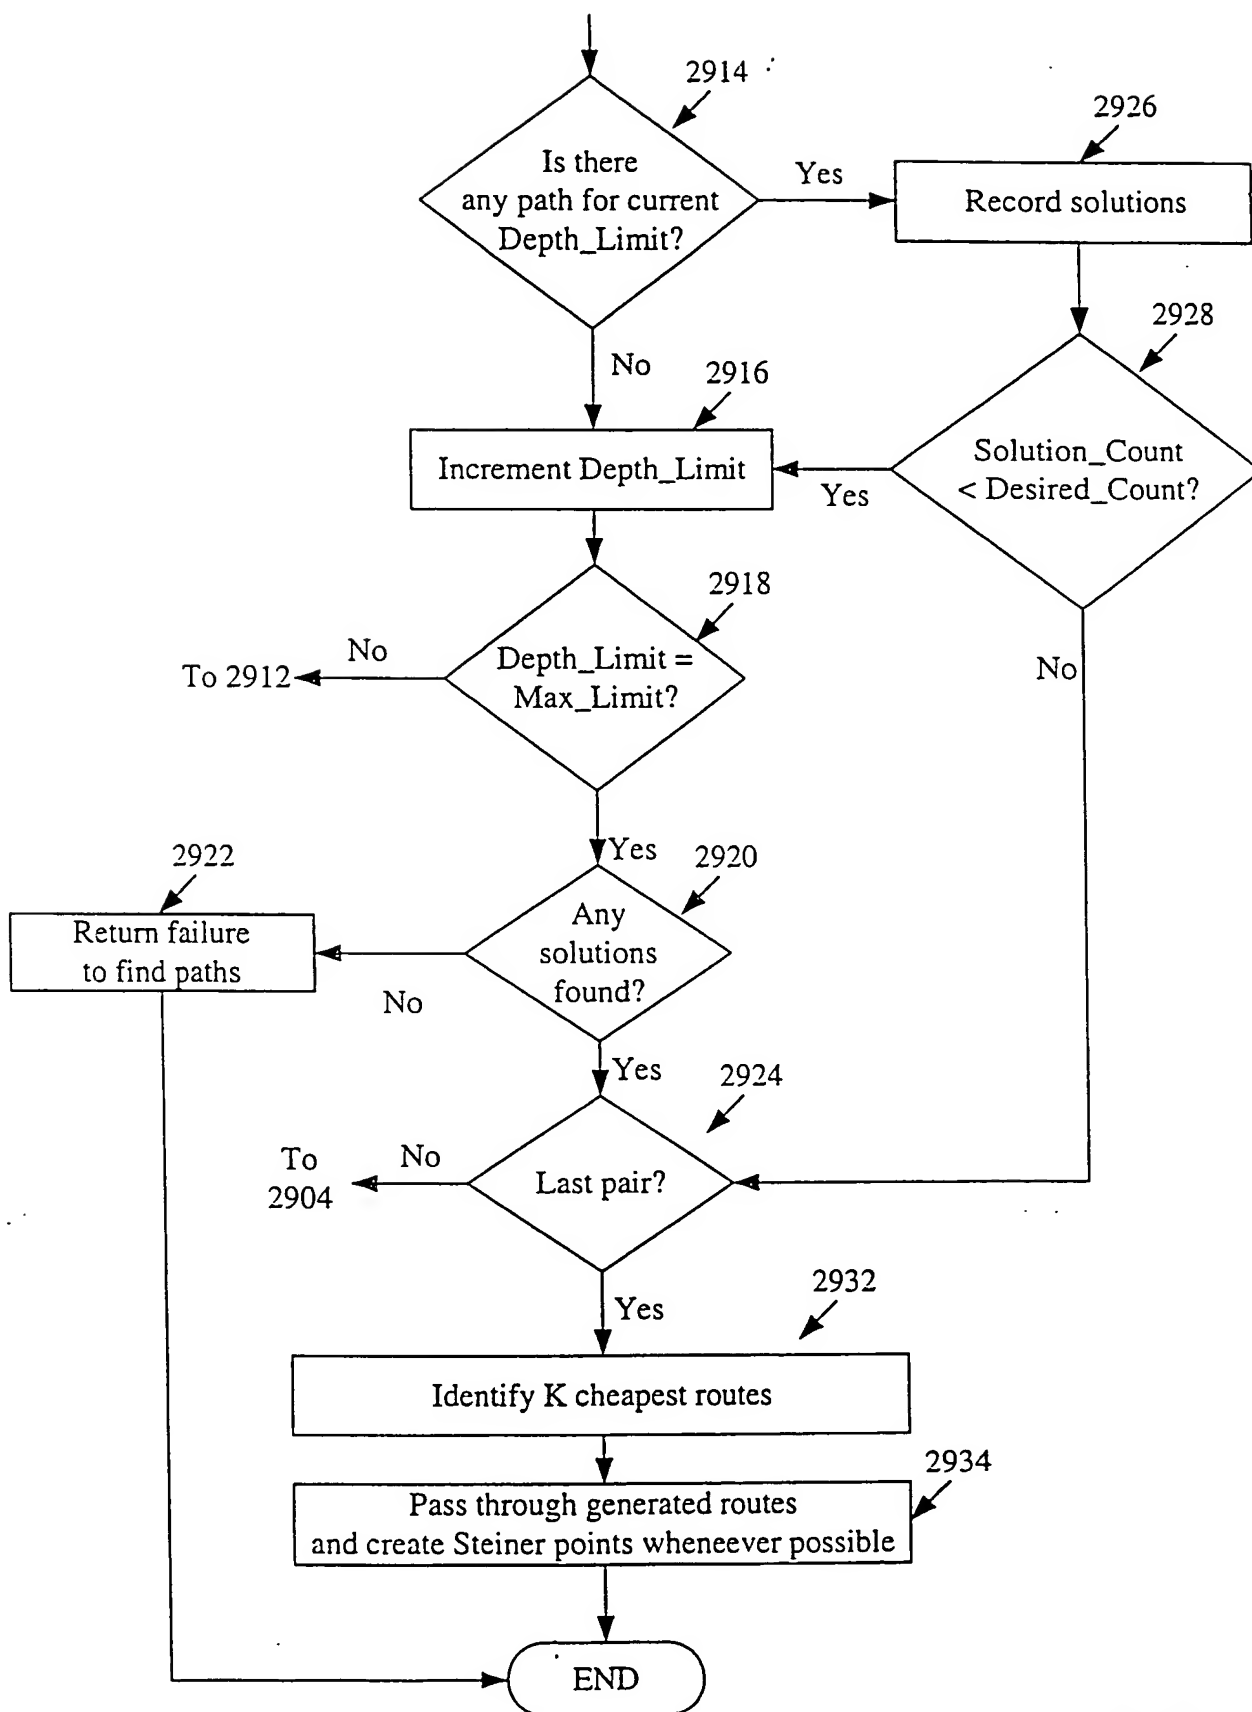 2914
Is there
any path for current
Depth_Limit?
Yes
2926
Record solutions
No
2928
Solution_Count
< Desired_Count?
Yes
No
2916
Increment Depth_Limit
2918
Depth_Limit =
Max_Limit?
No
To 2912
Yes
2920
Any
solutions
found?
No
2922
Return failure
to find paths
Yes
2924
Last pair?
No
To
2904
Yes
2932
Identify K cheapest routes
2934
Pass through generated routes
and create Steiner points wheneever possible
END